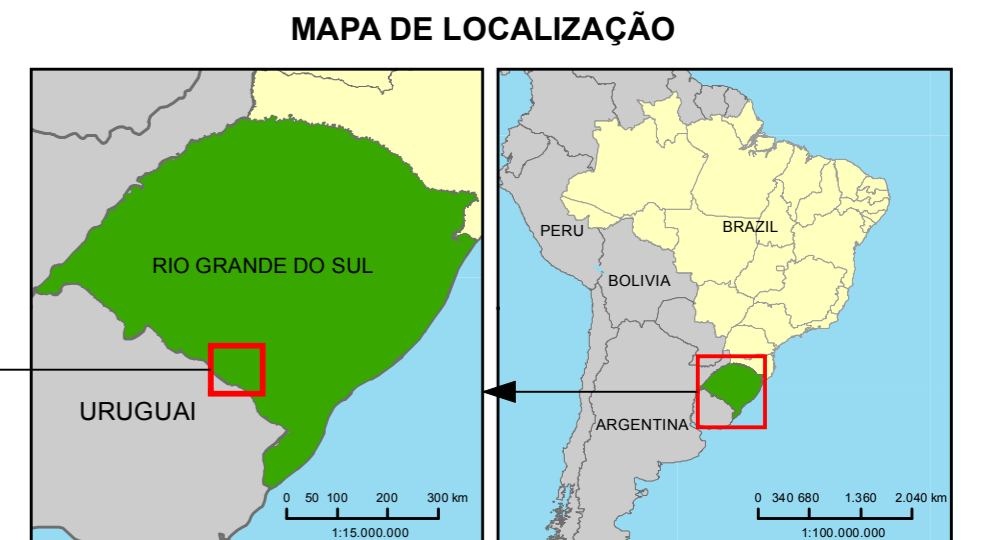 MAPA DE LOCALIZAÇÃO
RIO GRANDE DO SUL
URUGUAI
0 50 100 200 300 km
1:15.000.000
PERU
BRAZIL
BOLIVIA
ARGENTINA
0 340 680 1.360 2.040 km
1:100.000.000